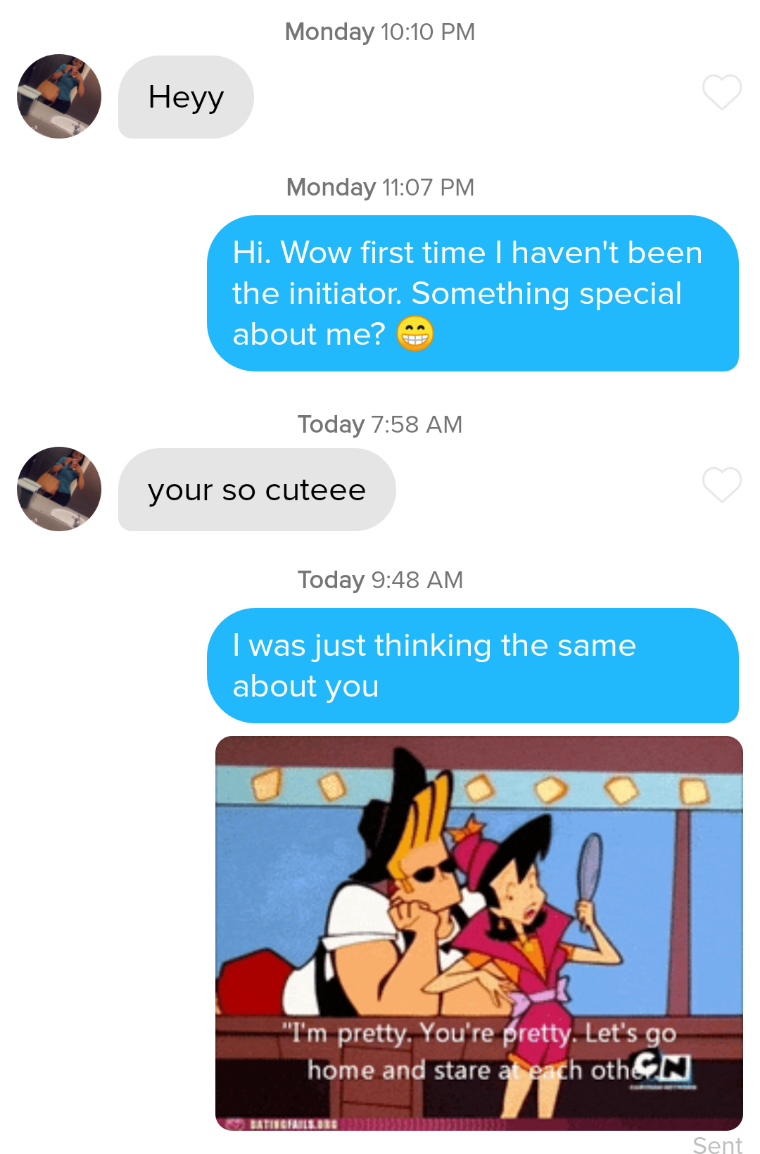 Monday 10:10 PM
Heyy
Monday 11:07 PM
Hi. Wow first time I haven't been
the initiator. Something special
about me? 😁
Today 7:58 AM
your so cuteee
Today 9:48 AM
I was just thinking the same
about you
"I'm pretty. You're pretty. Let's go
home and stare at each othe
CN
DATINGFAILS.ORG
Sent